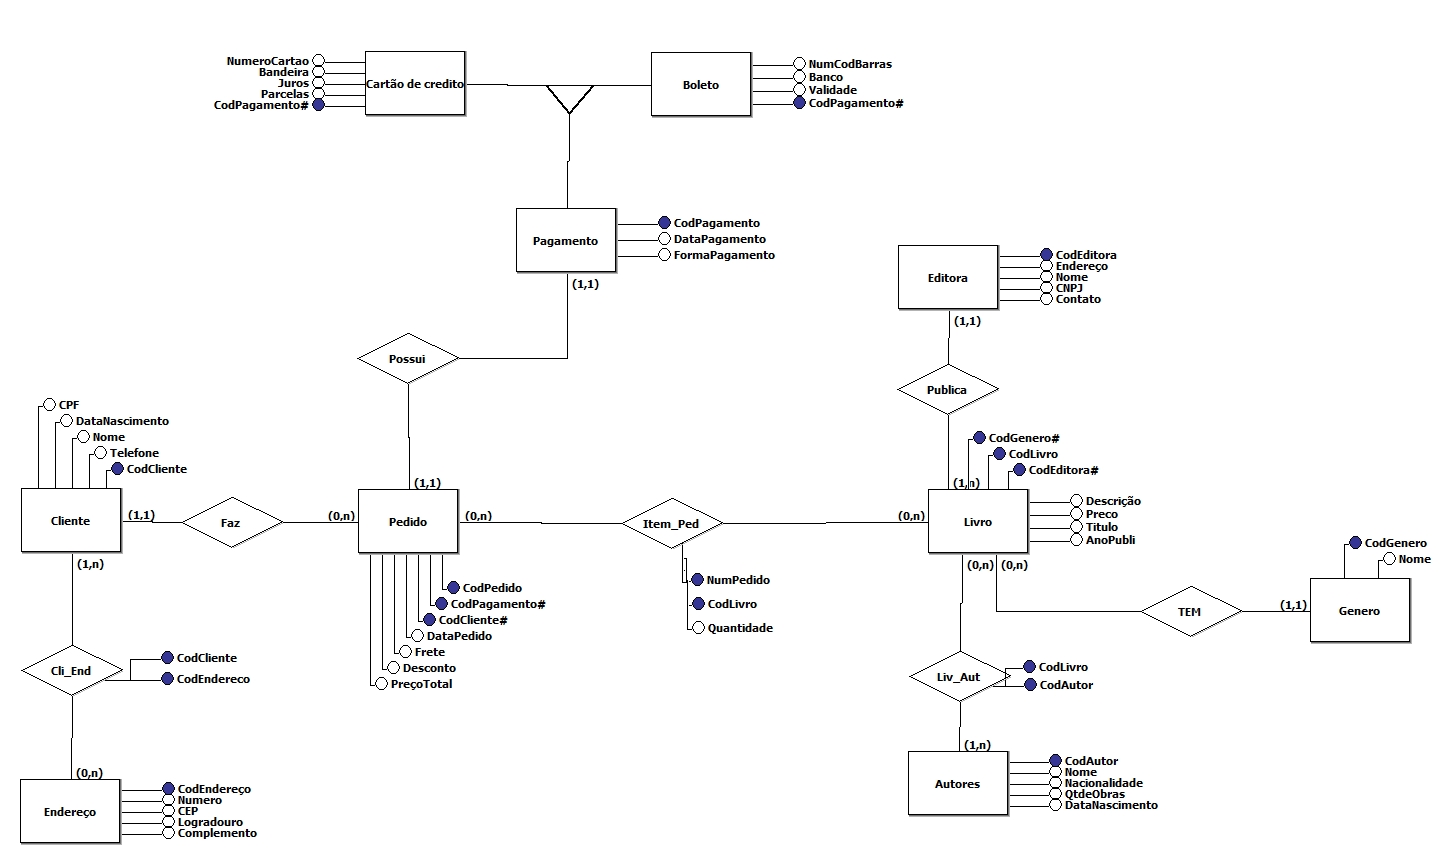 NumeroCartao
Bandeira
Juros
Parcelas
CodPagamento#
Cartão de credito
Boleto
NumCodBarras
Banco
Validade
CodPagamento#
Pagamento
CodPagamento
DataPagamento
FormaPagamento
(1,1)
Possui
Editora
CodEditora
Endereço
Nome
CNPJ
Contato
(1,1)
Publica
CPF
DataNascimento
Nome
Telefone
CodCliente
CodGenero#
CodLivro
CodEditora#
(1,1)
(1,n)
Cliente
(1,1)
Faz
(0,n)
Pedido
(0,n)
Item_Ped
(0,n)
Livro
Descrição
Preco
Titulo
AnoPubli
(1,n)
(0,n)
(0,n)
CodGenero
Nome
CodPedido
CodPagamento#
CodCliente#
DataPedido
Frete
Desconto
PreçoTotal
NumPedido
CodLivro
Quantidade
TEM
(1,1)
Genero
Cli_End
CodCliente
CodEndereco
Liv_Aut
CodLivro
CodAutor
(0,n)
Endereço
CodEndereço
Numero
CEP
Logradouro
Complemento
(1,n)
Autores
CodAutor
Nome
Nacionalidade
QtdeObras
DataNascimento